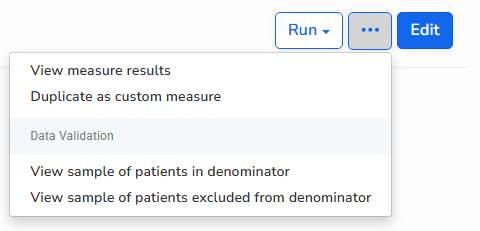 Run
••• Edit
View measure results
Duplicate as custom measure
Data Validation
View sample of patients in denominator
View sample of patients excluded from denominator